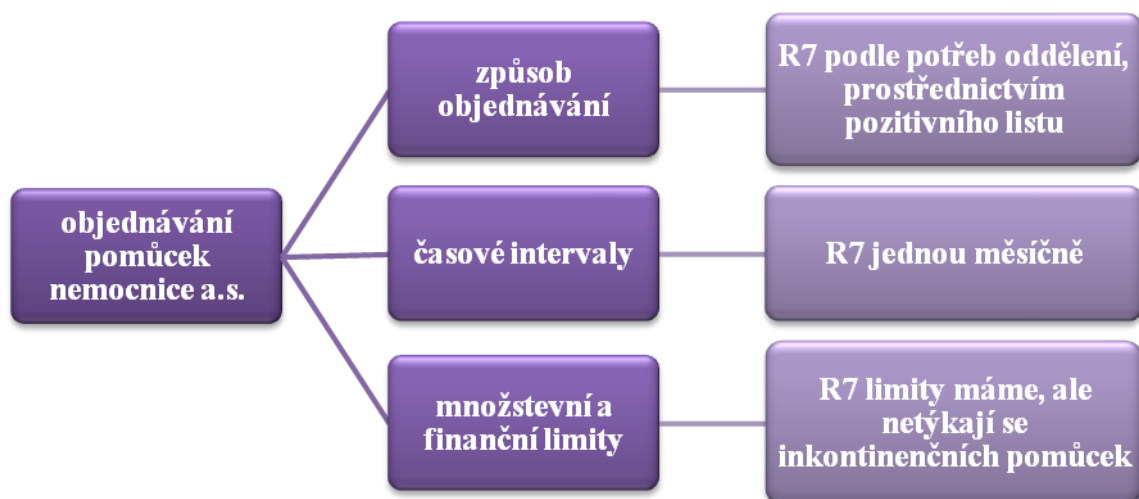 způsob
objednávání
R7 podle potřeb oddělení,
prostřednictvím
pozitivního listu
objednávání
pomůcek
nemocnice a.s.
časové intervaly
R7 jednou měsíčně
množstevní a
finanční limity
R7 limity máme, ale
netýkají se
inkontinenčních pomůcek